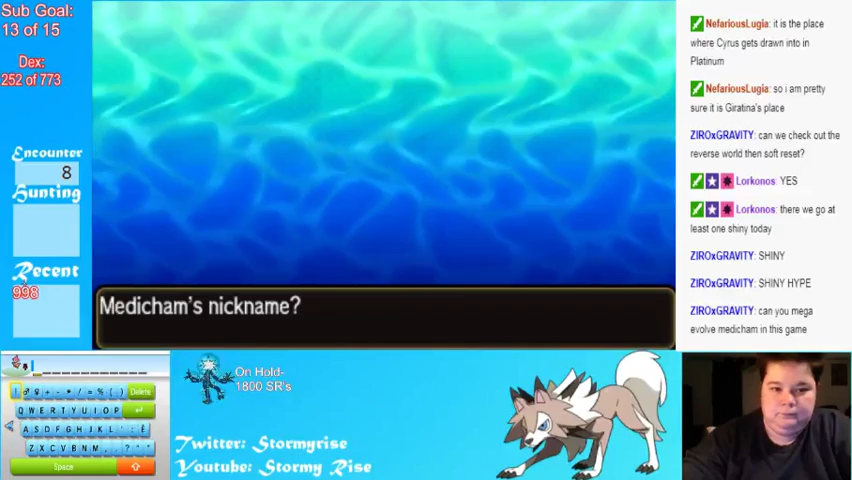 Sub Goal:
13 of 15
Dex:
252 of 773
Encounter
8
Hunting
Recent
998
Medicham's nickname?
Delete
Q W E R T Y U I O P
A S D F G H J K L
Z X C V B N M
Space
On Hold-
1800 SR's
Twitter: Stormyrise
Youtube: Stormy Rise
NefariousLugia: it is the place
where Cyrus gets drawn into in
Platinum
NefariousLugia: so i am pretty
sure it is Giratina's place
ZIROxGRAVITY: can we check out the
reverse world then soft reset?
Lorkonos: YES
Lorkonos: there we go at
least one shiny today
ZIROxGRAVITY: SHINY
ZIROxGRAVITY: SHINY HYPE
ZIROxGRAVITY: can you mega
evolve medicham in this game